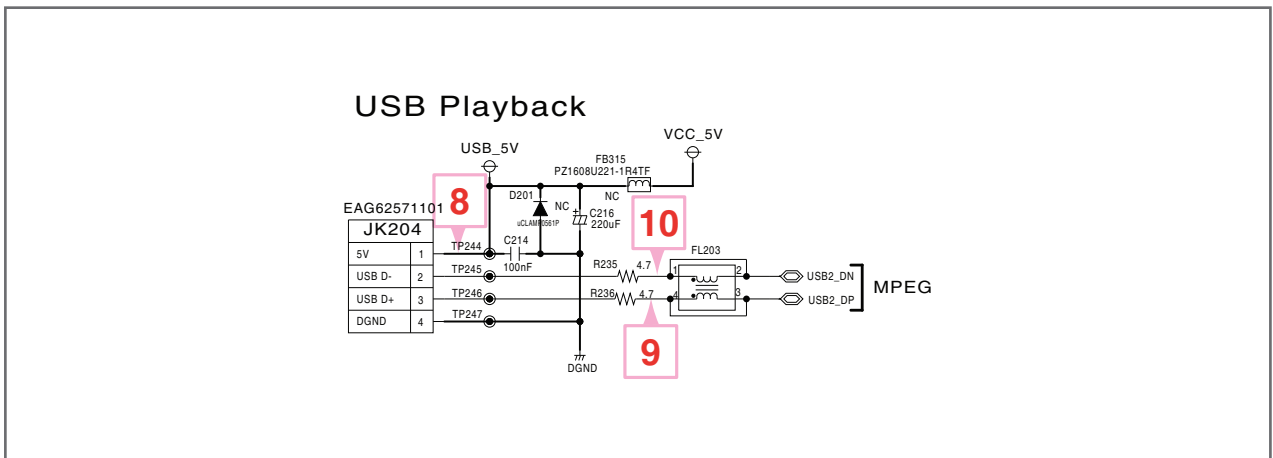 USB Playback
VCC_5V
USB_5V
FB315
PZ1608U221-1R4TF
8
D201
NC
NC
EAG62571101
uCLAMP0561P
+
C216
220uF
10
JK204
5V 1 TP244
C214
100nF
FL203
USB D- 2 TP245
R235 4.7
1 2
USB2_DN
MPEG
USB D+ 3 TP246
R236 4.7
4 3
USB2_DP
DGND 4 TP247
9
DGND